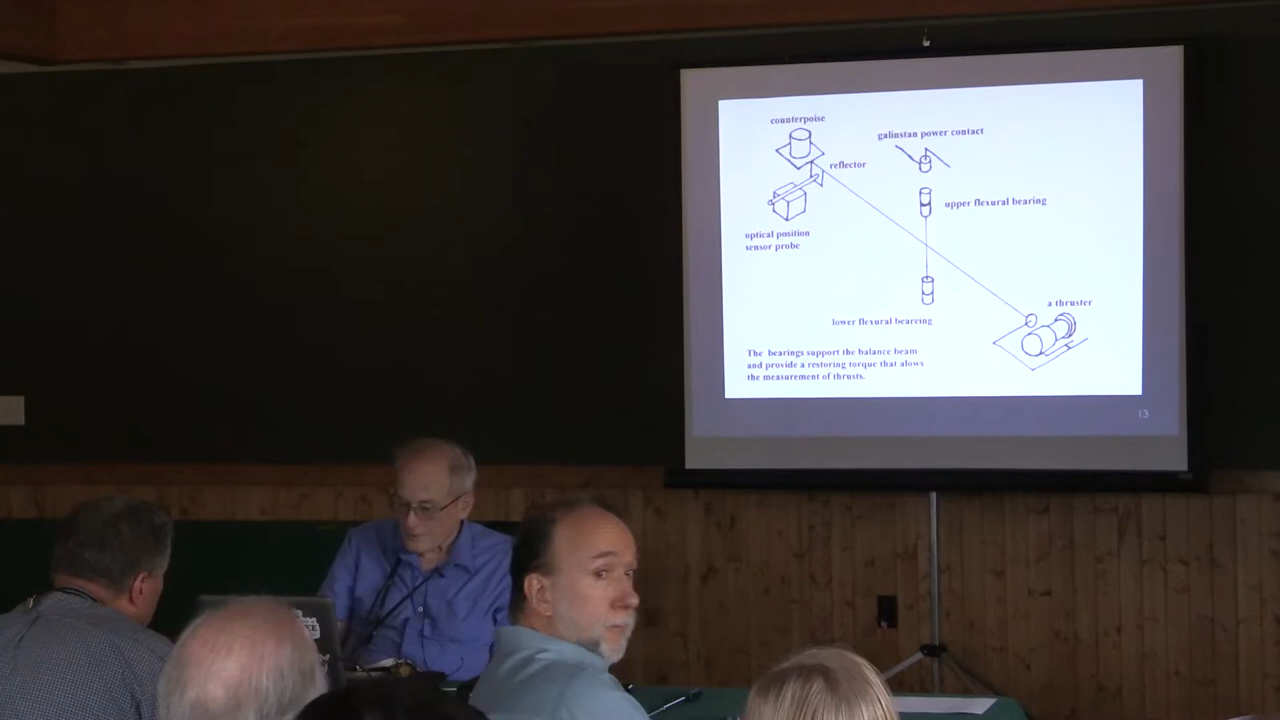 counterpoise
galinstan power contact
reflector
upper flexural bearing
optical position
sensor probe
a thruster
lower flexural beareing
The bearings support the balance beam
and provide a restoring torque that alows
the measurement of thrusts.
13